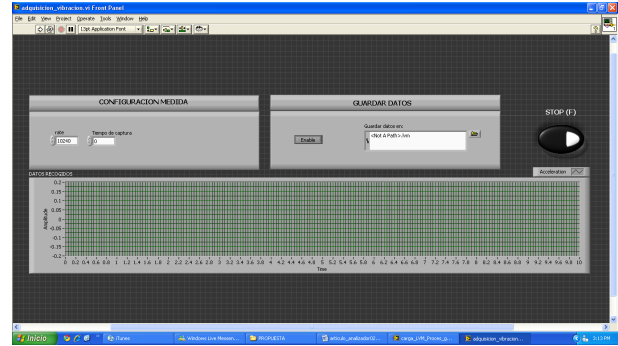 adquisicion_vibracion.vi Front Panel
File Edit View Project Operate Tools Window Help
13pt Application Font
CONFIGURACION MEDIDA
GUARDAR DATOS
STOP (F)
rate
Tiempo de captura
10240
0
Enable
Guardar datos en:
<Not A Path>.lvm
DATOS RECOGIDOS
Acceleration
Amplitude
0.2
0.15
0.1
0.05
0
-0.05
-0.1
-0.15
-0.2
0 0.2 0.4 0.6 0.8 1 1.2 1.4 1.6 1.8 2 2.2 2.4 2.6 2.8 3 3.2 3.4 3.6 3.8 4 4.2 4.4 4.6 4.8 5 5.2 5.4 5.6 5.8 6 6.2 6.4 6.6 6.8 7 7.2 7.4 7.6 7.8 8 8.2 8.4 8.6 8.8 9 9.2 9.4 9.6 9.8 10
Time
Inicio
iTunes
Windows Live Messen...
PROPUESTA
articulo_analizador02...
carga_LVM_Proces_g...
adquisicion_vibracion...
3:13 PM